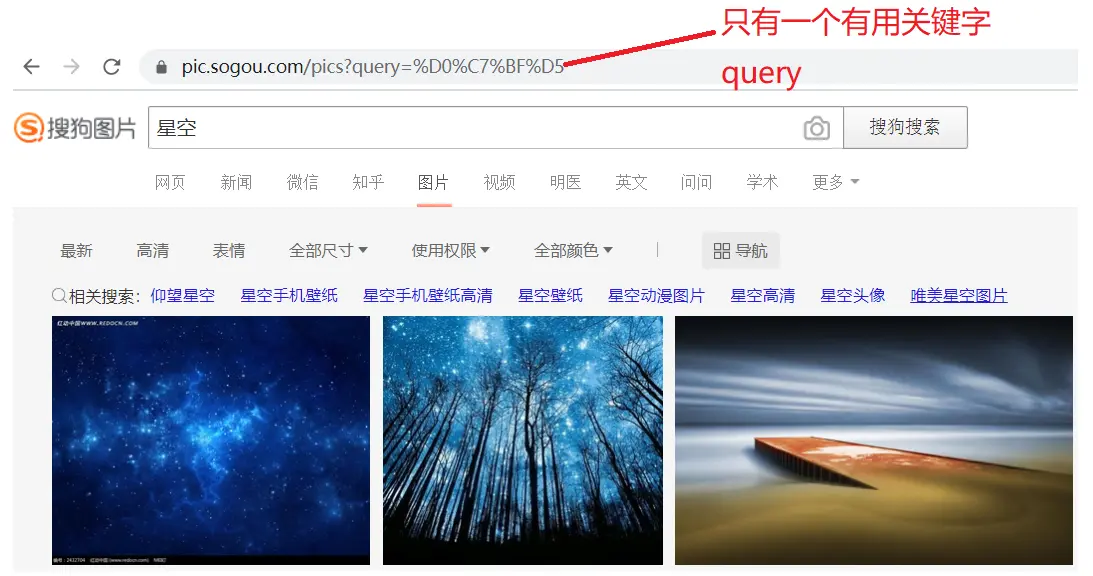 只有一个有用关键字
query
pic.sogou.com/pics?query=%D0%C7%BF%D5
搜狗图片 星空 搜狗搜索
网页 新闻 微信 知乎 图片 视频 明医 英文 问问 学术 更多
最新 高清 表情 全部尺寸 使用权限 全部颜色 导航
相关搜索: 仰望星空 星空手机壁纸 星空手机壁纸高清 星空壁纸 星空动漫图片 星空高清 星空头像 唯美星空图片
红动中国WWW.REDOCN.COM